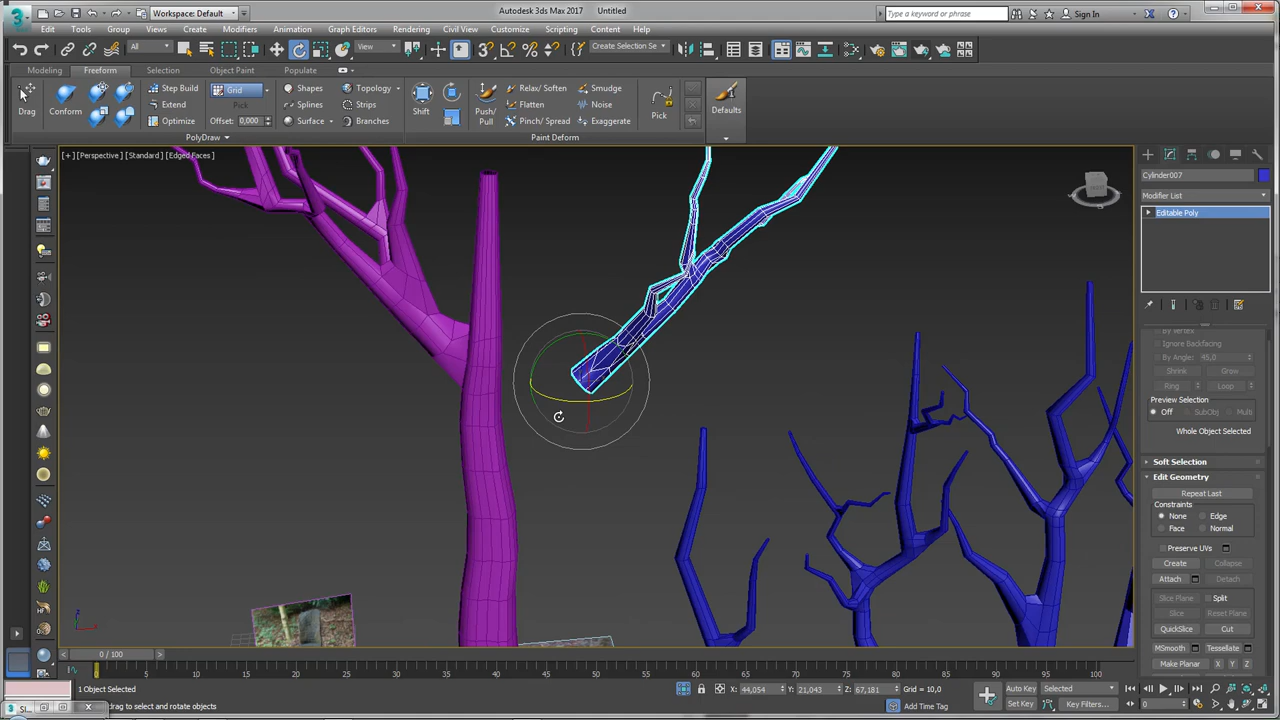 3
MAX
Workspace: Default
Autodesk 3ds Max 2017 Untitled
Type a keyword or phrase
Sign In
Edit Tools Group Views Create Modifiers Animation Graph Editors Rendering Civil View Customize Scripting Content Help
All
View
Create Selection Se
Modeling Freeform Selection Object Paint Populate
Drag
Conform
Step Build
Extend
Optimize
Grid
Pick
Offset: 0,000
Shapes
Splines
Surface
Topology
Strips
Branches
PolyDraw
Shift
Push/
Pull
Relax/ Soften
Flatten
Pinch/ Spread
Smudge
Noise
Exaggerate
Paint Deform
Pick
Defaults
[+] [Perspective] [Standard] [Edged Faces]
Cylinder007
Modifier List
Editable Poly
By Vertex
Ignore Backfacing
By Angle: 45,0
Shrink Grow
Ring Loop
Preview Selection
Off SubObj Multi
Whole Object Selected
Soft Selection
Edit Geometry
Repeat Last
Constraints
None Edge
Face Normal
Preserve UVs
Create Collapse
Attach Detach
Slice Plane Split
Slice Reset Plane
QuickSlice Cut
MSmooth Tessellate
Make Planar X Y Z
0 / 100
0 5 10 15 20 25 30 35 40 45 50 55 60 65 70 75 80 85 90 95 100
1 Object Selected
X: 44,054 Y: 21,043 Z: 67,181 Grid = 10,0
Auto Key Selected
drag to select and rotate objects
Add Time Tag
Set Key Key Filters...
0